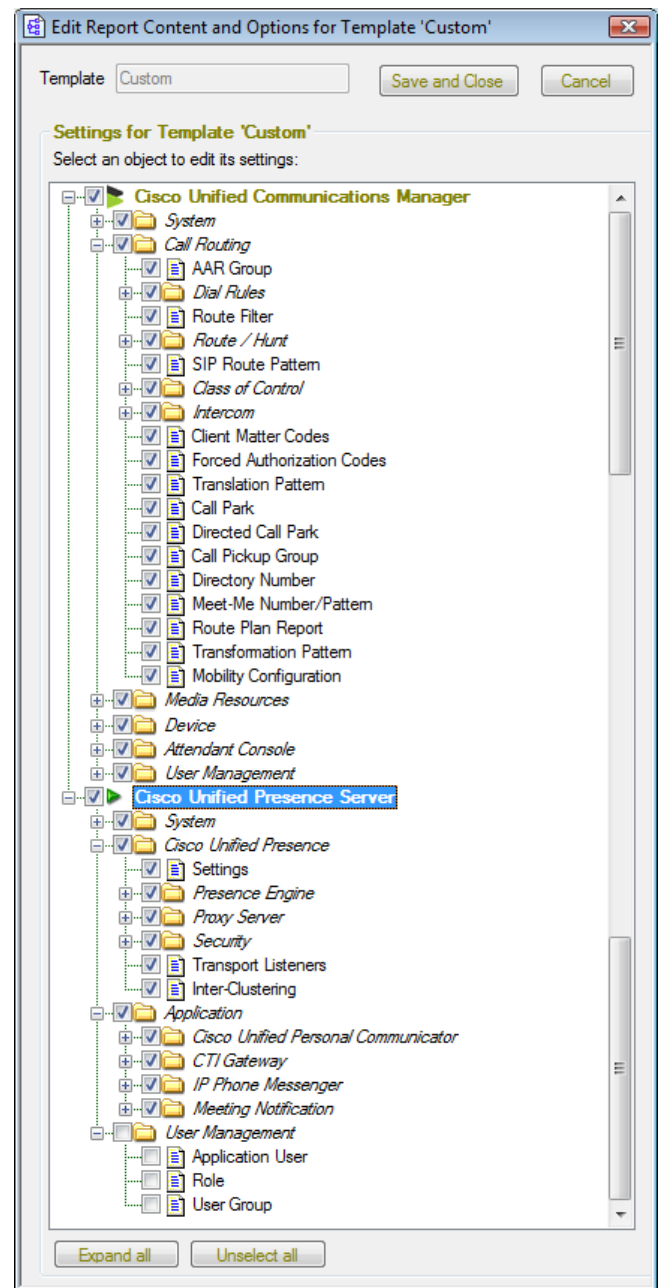 Edit Report Content and Options for Template 'Custom'
Template Custom Save and Close Cancel
Settings for Template 'Custom'
Select an object to edit its settings:
Cisco Unified Communications Manager
System
Call Routing
AAR Group
Dial Rules
Route Filter
Route / Hunt
SIP Route Pattern
Class of Control
Intercom
Client Matter Codes
Forced Authorization Codes
Translation Pattern
Call Park
Directed Call Park
Call Pickup Group
Directory Number
Meet-Me Number/Pattern
Route Plan Report
Transformation Pattern
Mobility Configuration
Media Resources
Device
Attendant Console
User Management
Cisco Unified Presence Server
System
Cisco Unified Presence
Settings
Presence Engine
Proxy Server
Security
Transport Listeners
Inter-Clustering
Application
Cisco Unified Personal Communicator
CTI Gateway
IP Phone Messenger
Meeting Notification
User Management
Application User
Role
User Group
Expand all Unselect all